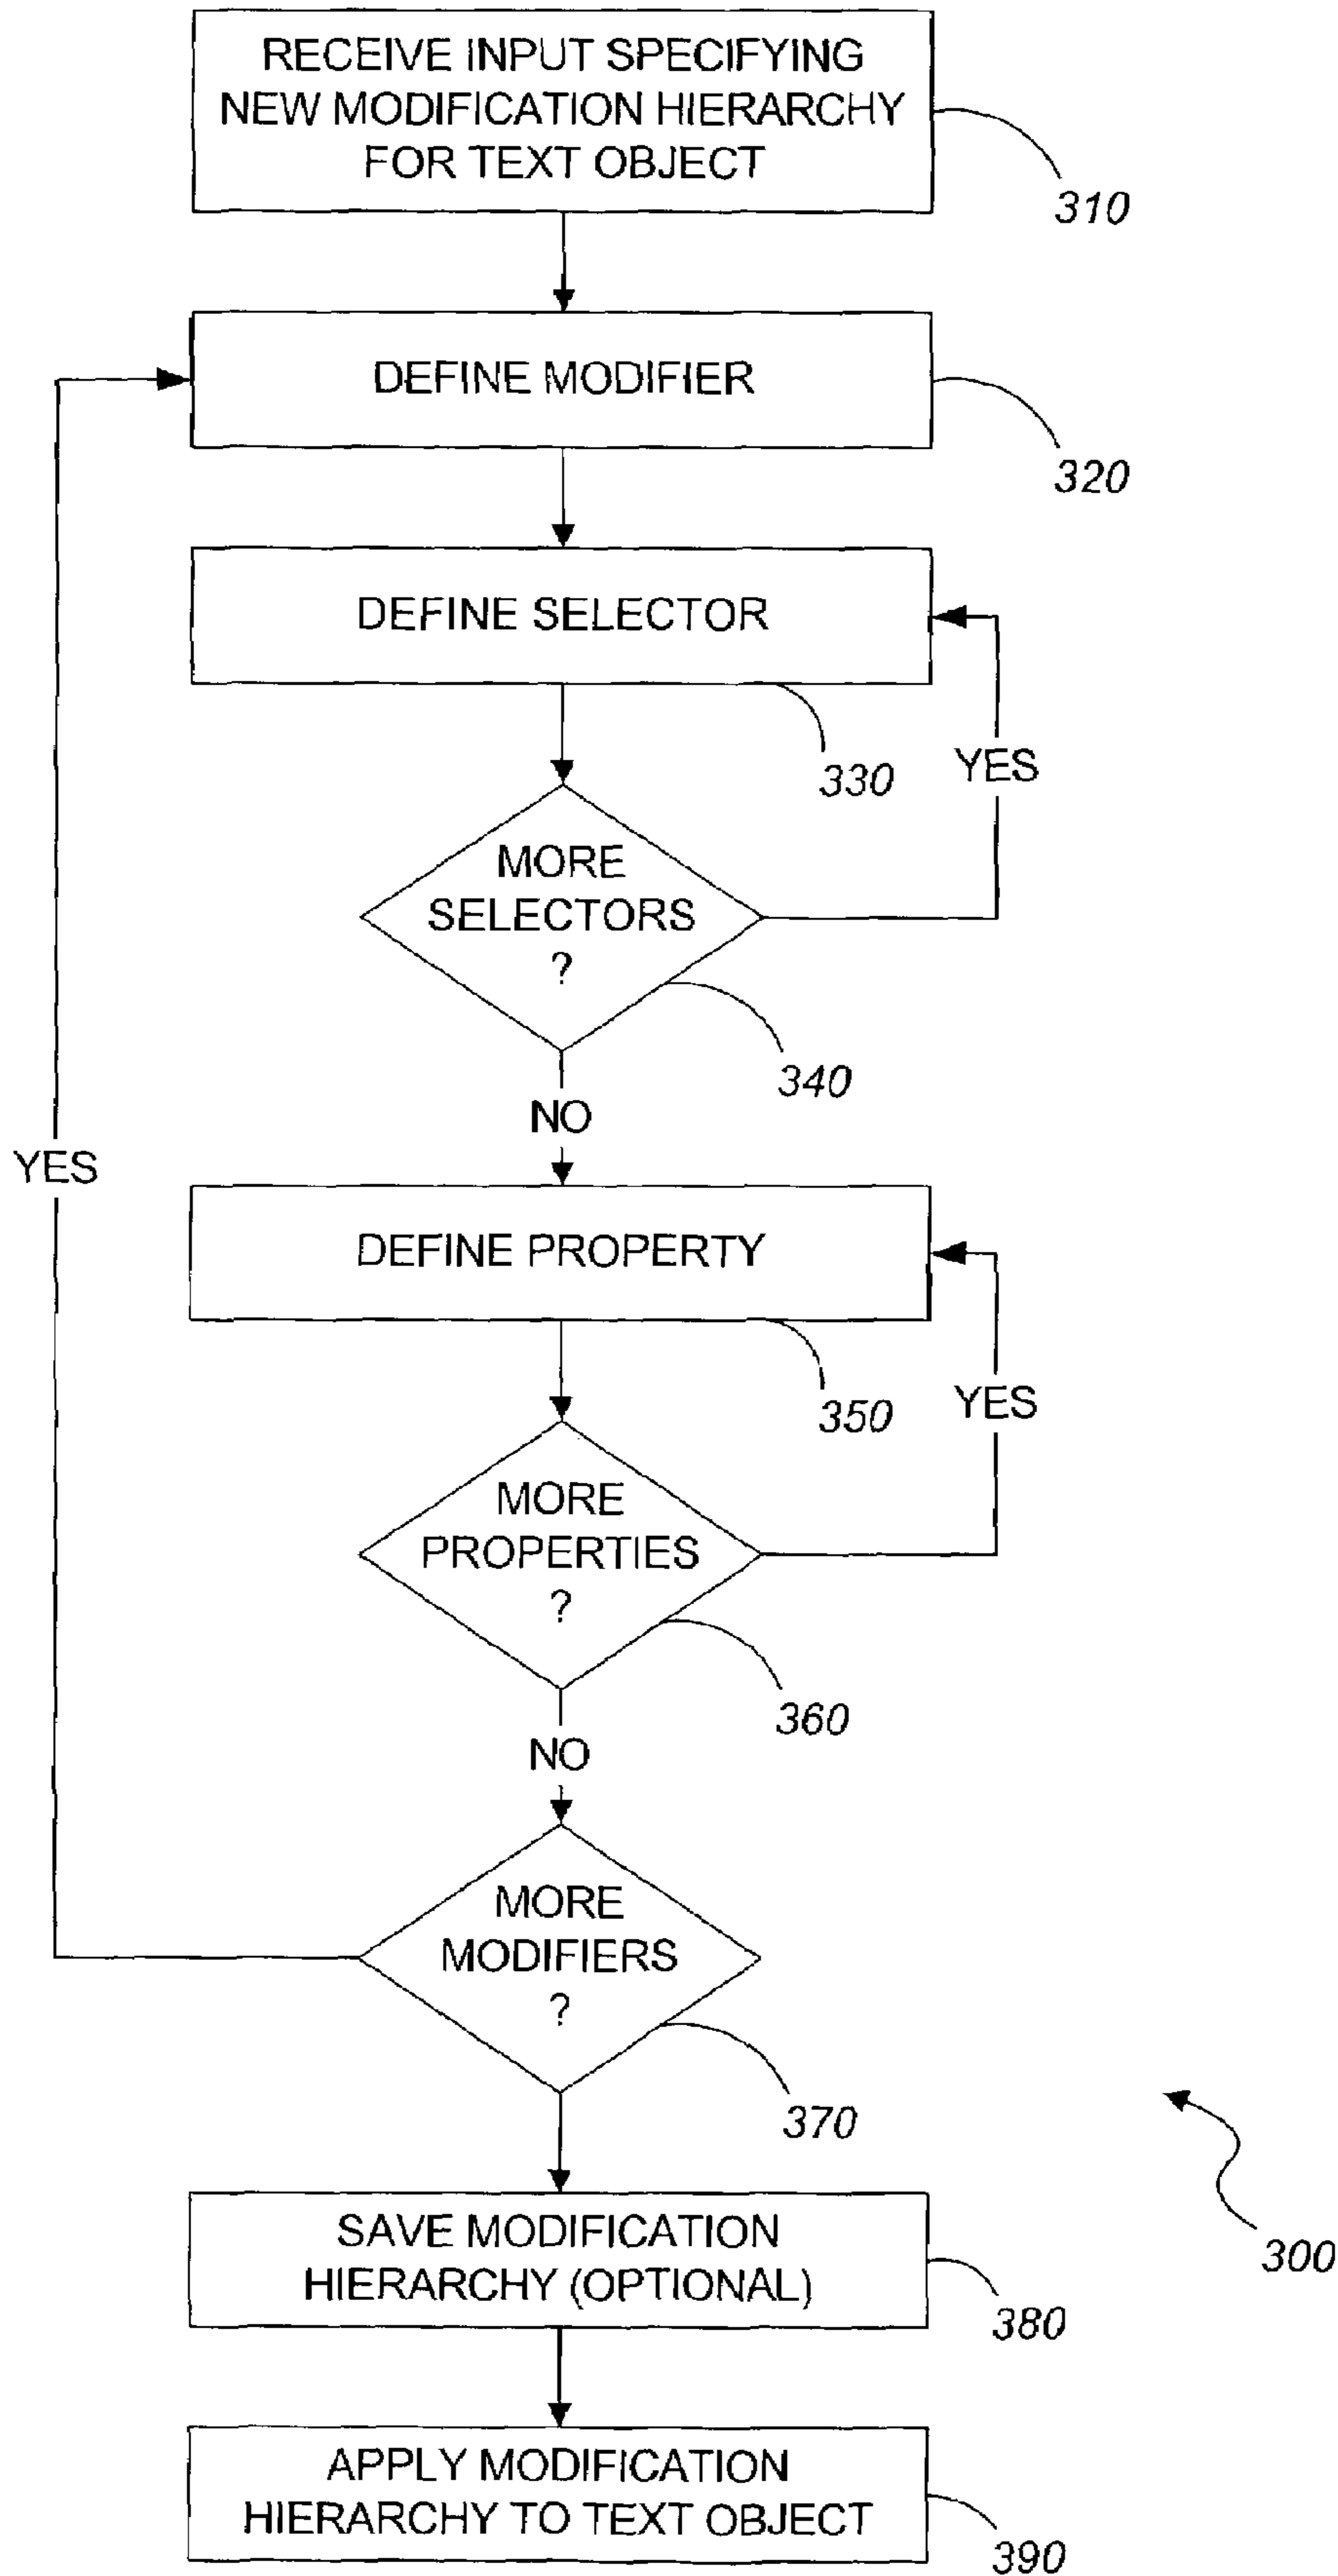 RECEIVE INPUT SPECIFYING
NEW MODIFICATION HIERARCHY
FOR TEXT OBJECT
310
DEFINE MODIFIER
320
DEFINE SELECTOR
330
YES
MORE
SELECTORS
?
340
NO
YES
DEFINE PROPERTY
350
YES
MORE
PROPERTIES
?
360
NO
MORE
MODIFIERS
?
370
300
SAVE MODIFICATION
HIERARCHY (OPTIONAL)
380
APPLY MODIFICATION
HIERARCHY TO TEXT OBJECT
390